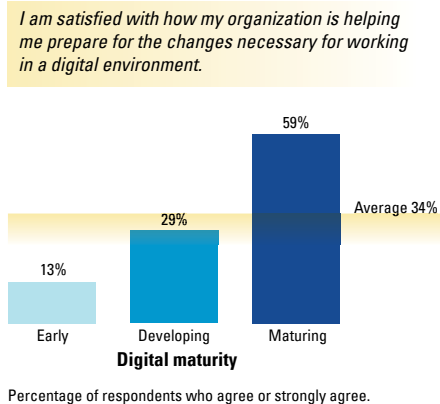 I am satisfied with how my organization is helping
me prepare for the changes necessary for working
in a digital environment.
59%
Average 34%
29%
13%
Early
Developing
Maturing
Digital maturity
Percentage of respondents who agree or strongly agree.